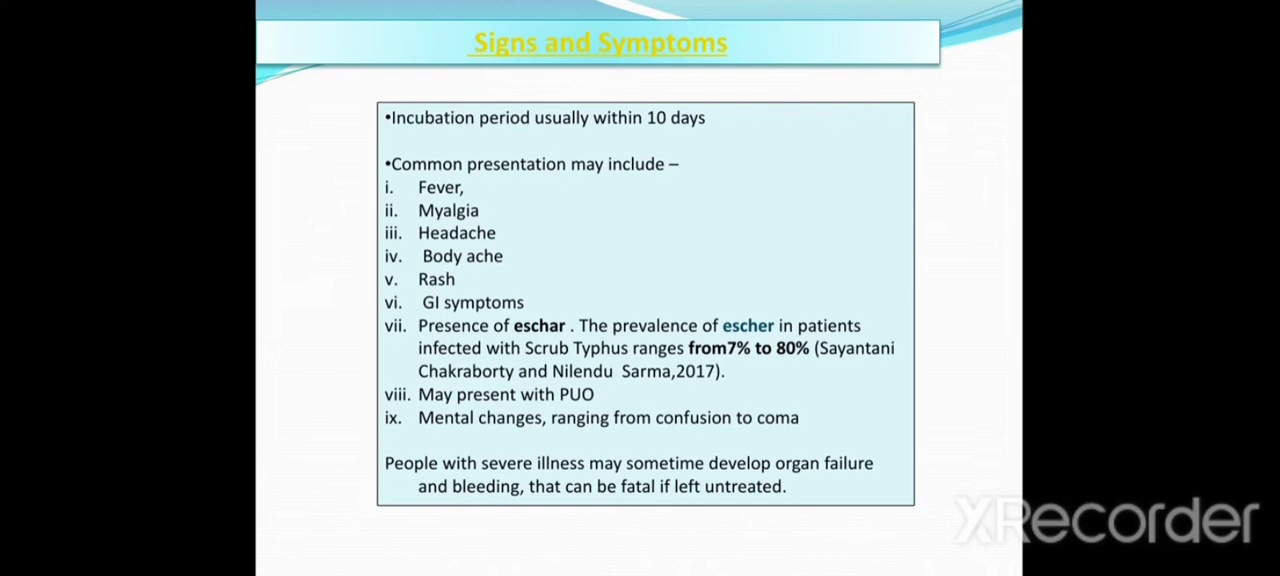 Signs and Symptoms
•Incubation period usually within 10 days
•Common presentation may include –
i. Fever,
ii. Myalgia
iii. Headache
iv. Body ache
v. Rash
vi. GI symptoms
vii. Presence of eschar . The prevalence of escher in patients
infected with Scrub Typhus ranges from7% to 80% (Sayantani
Chakraborty and Nilendu Sarma,2017).
viii. May present with PUO
ix. Mental changes, ranging from confusion to coma
People with severe illness may sometime develop organ failure
and bleeding, that can be fatal if left untreated.
XRecorder